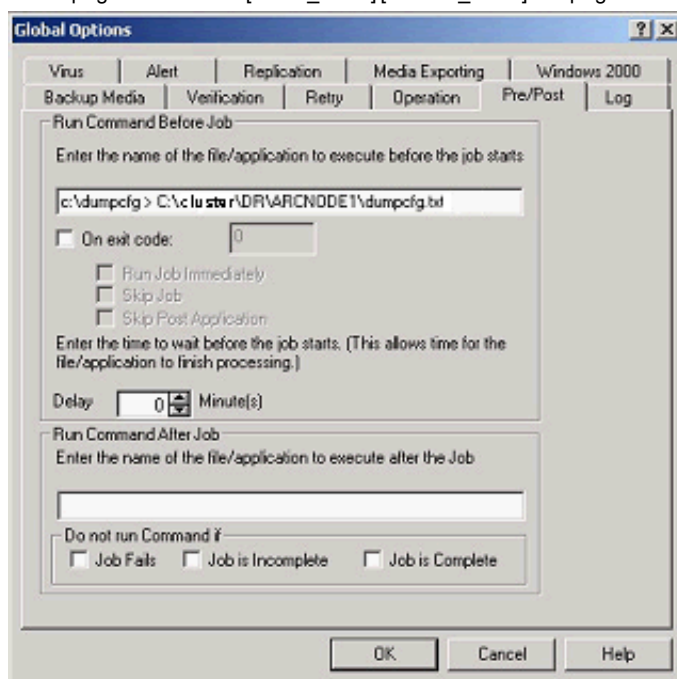 Global Options
Virus Alert Replication Media Exporting Windows 2000
Backup Media Verification Retry Operation Pre/Post Log
Run Command Before Job
Enter the name of the file/application to execute before the job starts
c:\dumpcfg > C:\cluster\DR\ARCNODE1\dumpcfg.txt
On exit code: 0
Run Job Immediately
Skip Job
Skip Post Application
Enter the time to wait before the job starts. (This allows time for the
file/application to finish processing.)
Delay 0 Minute(s)
Run Command After Job
Enter the name of the file/application to execute after the Job
Do not run Command if
Job Fails Job is Incomplete Job is Complete
OK Cancel Help